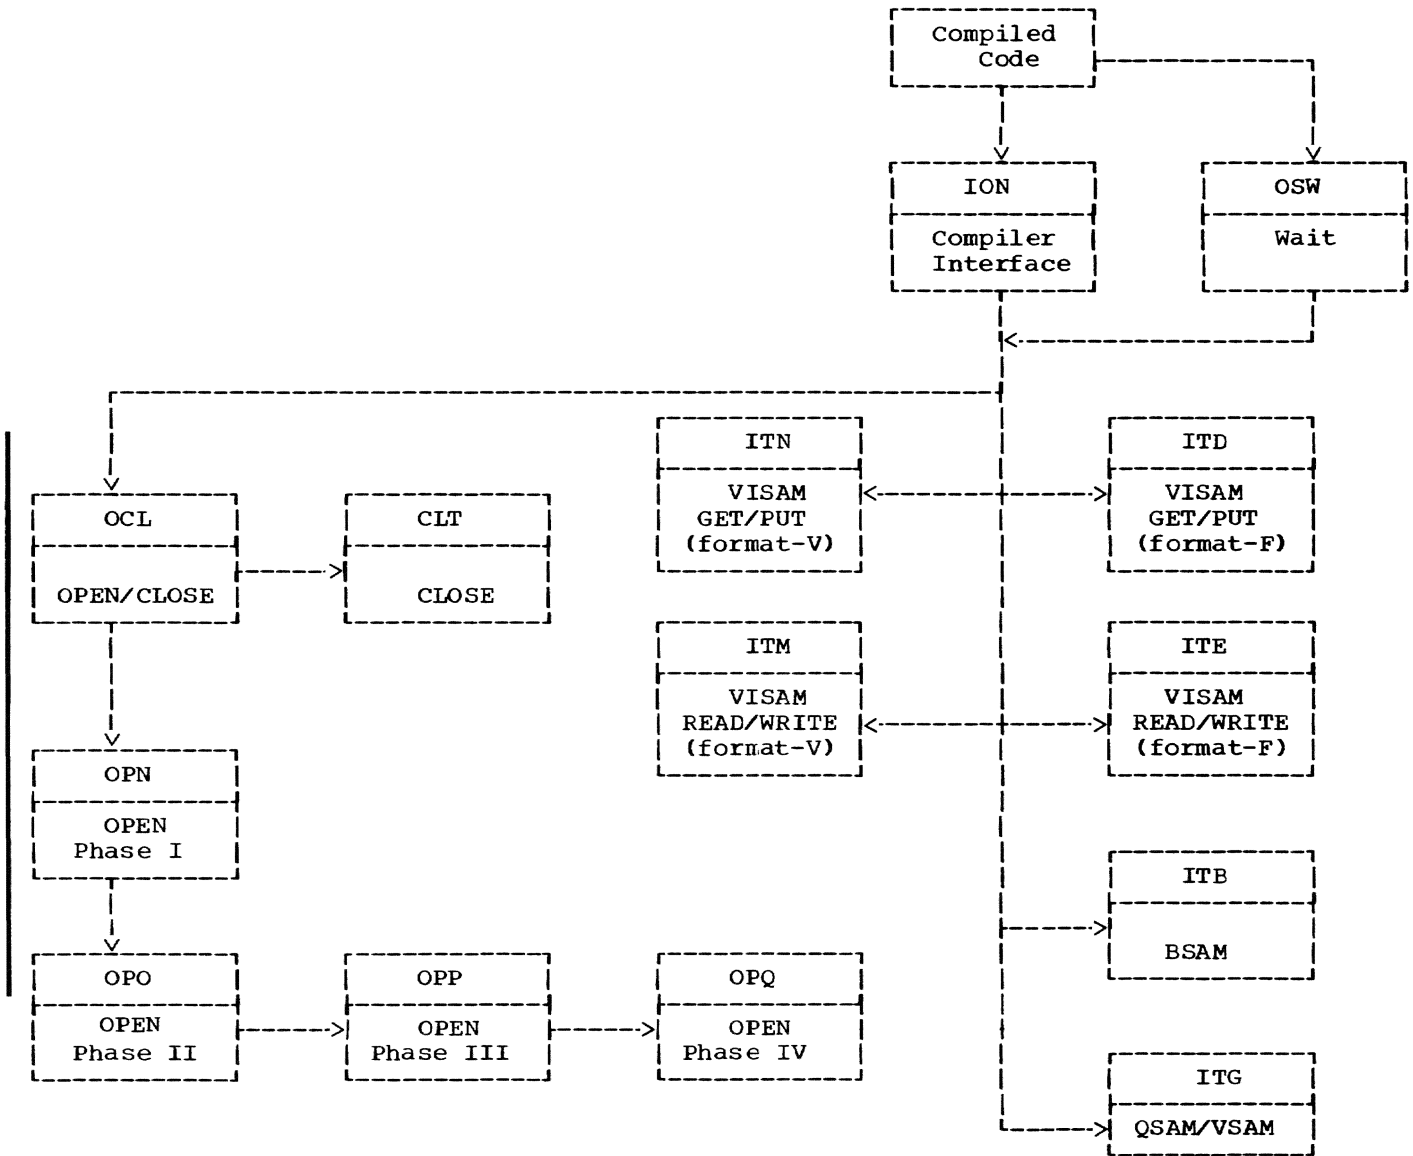 Compiled
Code
ION
Compiler
Interface
OSW
Wait
ITN
VISAM
GET/PUT
(format-V)
ITD
VISAM
GET/PUT
(format-F)
OCL
OPEN/CLOSE
CLT
CLOSE
ITM
VISAM
READ/WRITE
(format-V)
ITE
VISAM
READ/WRITE
(format-F)
OPN
OPEN
Phase I
ITB
BSAM
OPO
OPEN
Phase II
OPP
OPEN
Phase III
OPQ
OPEN
Phase IV
ITG
QSAM/VSAM